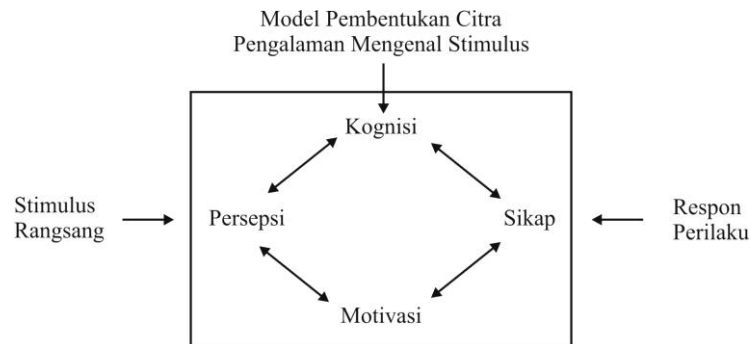 Model Pembentukan Citra
Pengalaman Mengenal Stimulus
Kognisi
Stimulus
Rangsang
Persepsi
Sikap
Respon
Perilaku
Motivasi